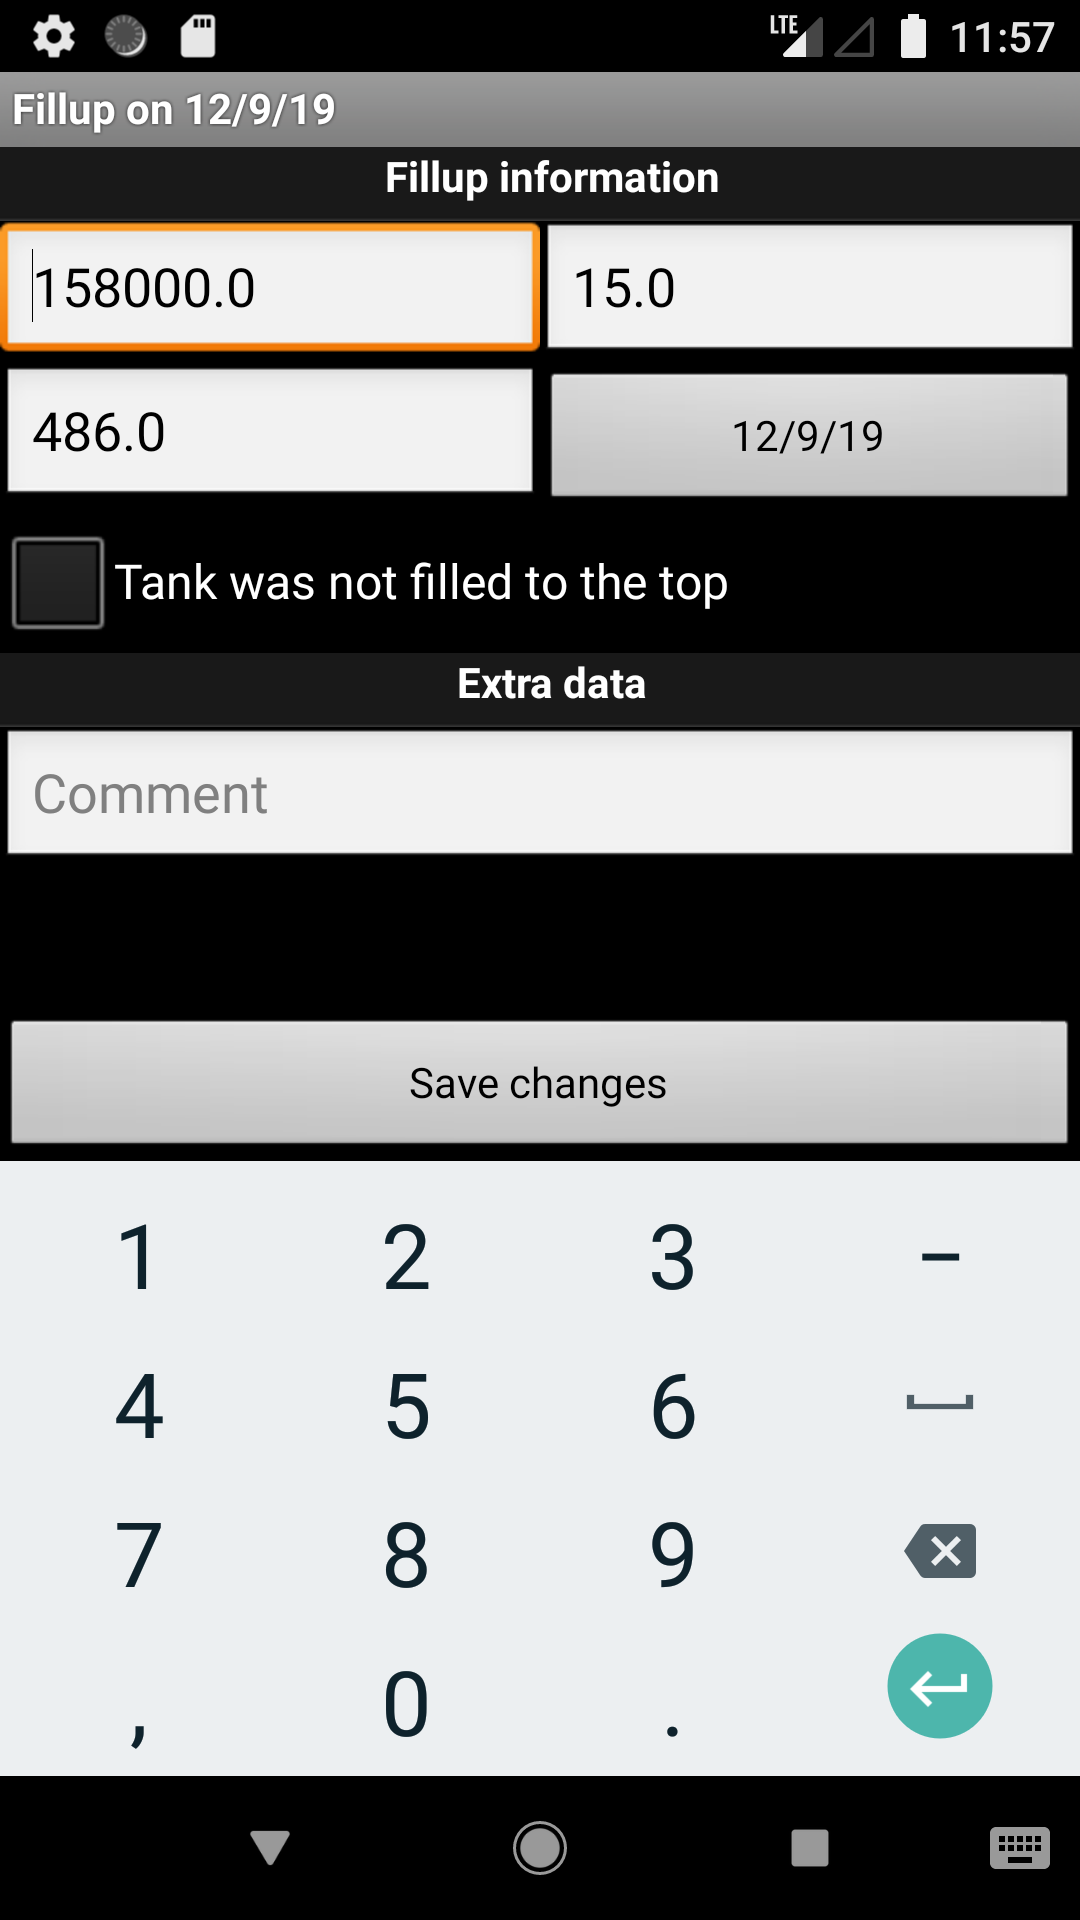 LTE 11:57
Fillup on 12/9/19
Fillup information
158000.0 15.0
486.0 12/9/19
Tank was not filled to the top
Extra data
Comment
Save changes
1 2 3 –
4 5 6
7 8 9
, 0 .